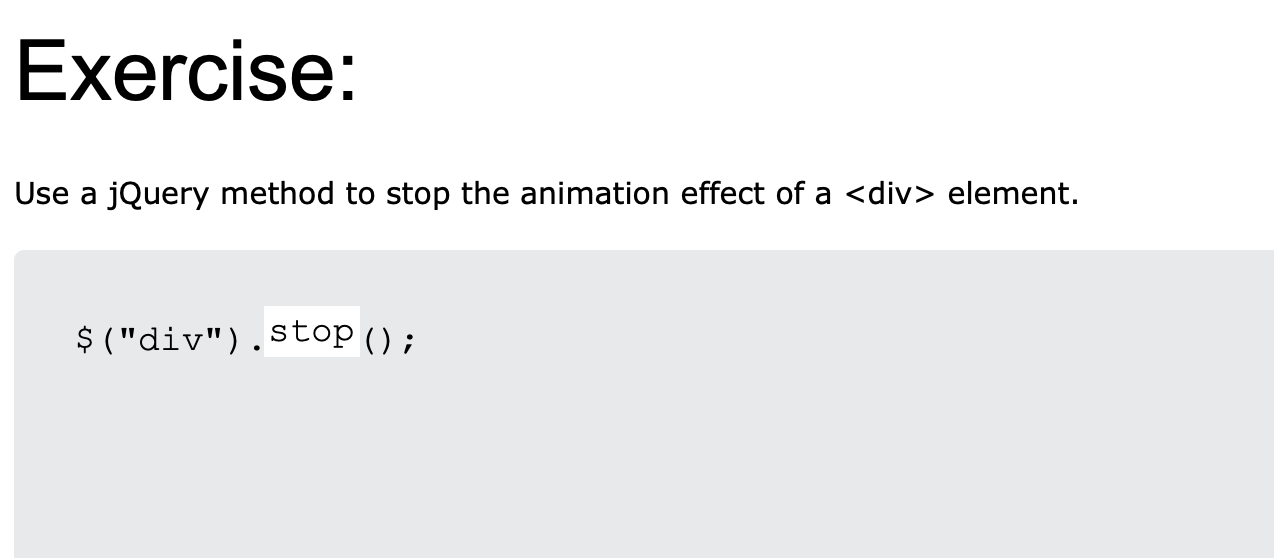 Exercise:
Use a jQuery method to stop the animation effect of a <div> element.
$("div").stop();